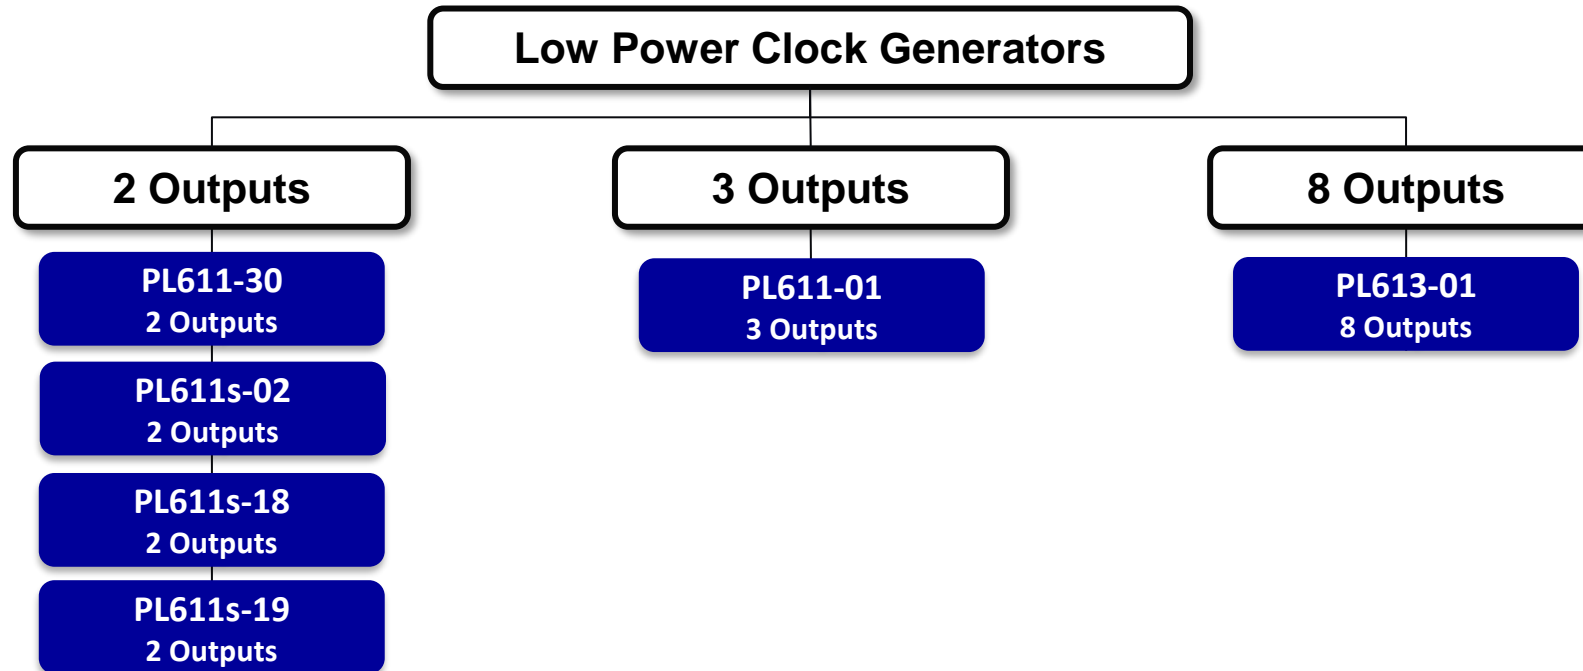 Low Power Clock Generators
2 Outputs
3 Outputs
8 Outputs
PL611-30
2 Outputs
PL611s-02
2 Outputs
PL611s-18
2 Outputs
PL611s-19
2 Outputs
PL611-01
3 Outputs
PL613-01
8 Outputs